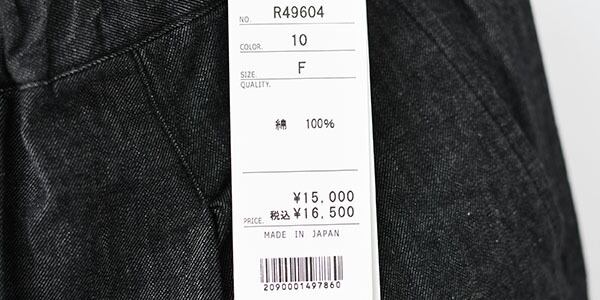 NO. R49604
COLOR. 10
SIZE. F
QUALITY.
綿 100%
¥15,000
PRICE. 税込 ¥16,500
MADE IN JAPAN
2090001497860